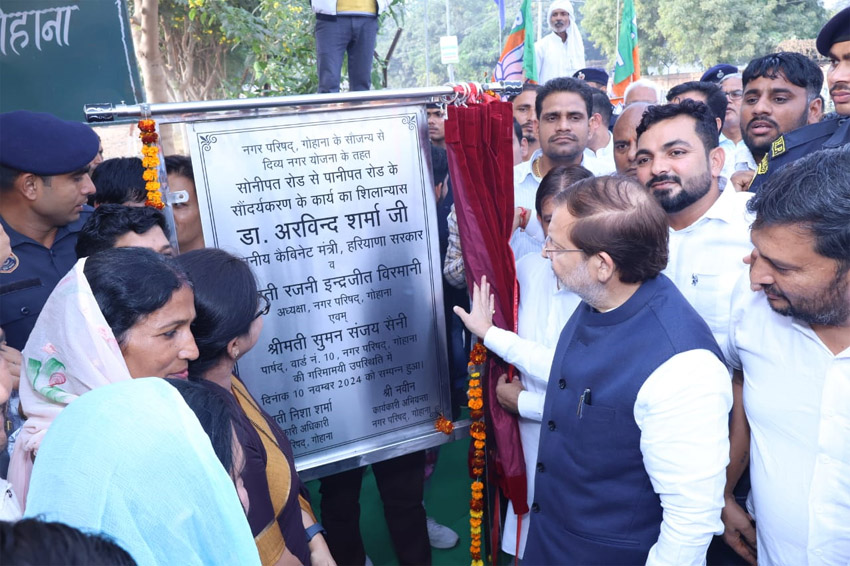 गोहाना
नगर परिषद्, गोहाना के सौजन्य से
दिव्य नगर योजना के तहत
सोनीपत रोड से पानीपत रोड के
सौंदर्यकरण के कार्य का शिलान्यास
डा. अरविन्द शर्मा जी
कैबिनेट मंत्री, हरियाणा सरकार
व
रजनी इन्द्रजीत विरमानी
अध्यक्षा, नगर परिषद्, गोहाना
एवम्
श्रीमती सुमन संजय सैनी
पार्षद, वार्ड नं. 10, नगर परिषद्, गोहाना
की गरिमामयी उपस्थिति मे
दिनांक 10 नवम्बर 2024 को सम्पन्न हुआ।
निशा शर्मा श्री नवीन
अधिकारी कार्यकारी अभियन्ता
गोहाना नगर परिषद्, गोहाना